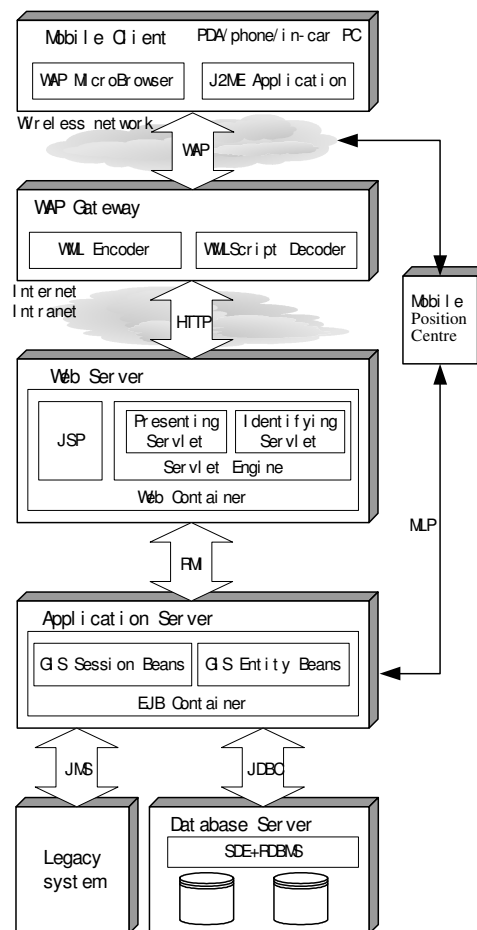 Mobile Client PDA/phone/in-car PC
WAP MicroBrowser J2ME Application
Wireless network
WAP
WAP Gateway
WML Encoder WMLScript Decoder
Internet
Intranet
HTTP
Mobile
Position
Centre
Web Server
JSP
Presenting
Servlet
Identifying
Servlet
Servlet Engine
Web Container
MLP
RMI
Application Server
GIS Session Beans GIS Entity Beans
EJB Container
JMS JDBC
Legacy
system
Database Server
SDE+RDBMS